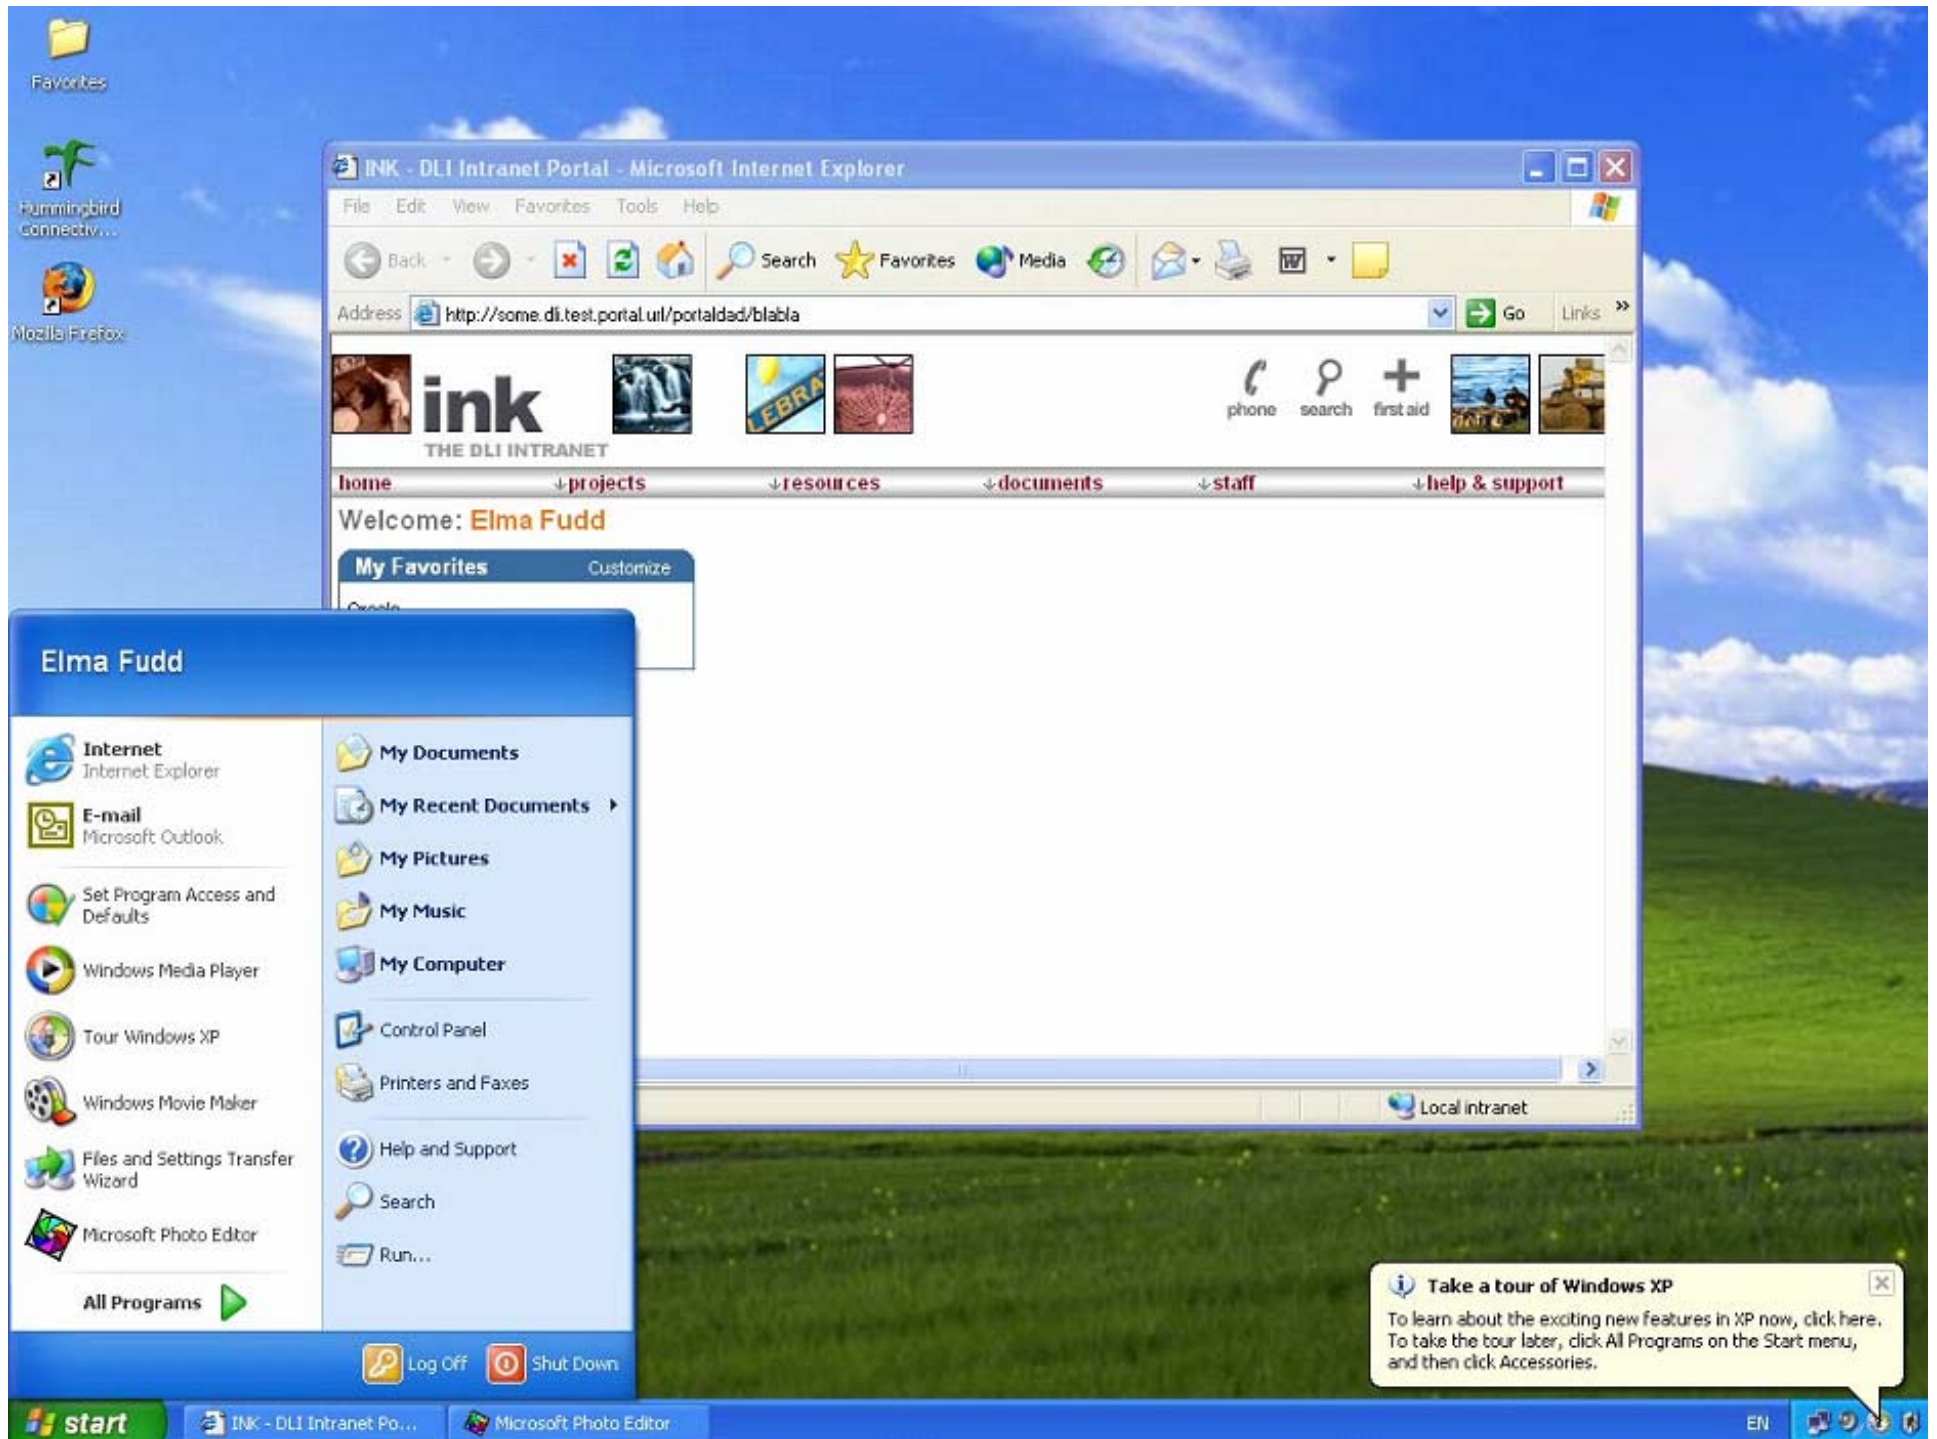 Favorites
Hummingbird
Connectiv...
Mozilla Firefox
INK - DLI Intranet Portal - Microsoft Internet Explorer
File Edit View Favorites Tools Help
Back Search Favorites Media
Address http://some.dli.test.portal.url/portaldad/blabla Go Links »
ink
THE DLI INTRANET
LEBRA
phone search first aid
home projects resources documents staff help & support
Welcome: Elma Fudd
My Favorites Customize
Elma Fudd
Internet
Internet Explorer
E-mail
Microsoft Outlook
Set Program Access and
Defaults
Windows Media Player
Tour Windows XP
Windows Movie Maker
Files and Settings Transfer
Wizard
Microsoft Photo Editor
All Programs
My Documents
My Recent Documents
My Pictures
My Music
My Computer
Control Panel
Printers and Faxes
Help and Support
Search
Run...
Log Off Shut Down
Local intranet
Take a tour of Windows XP
To learn about the exciting new features in XP now, click here.
To take the tour later, click All Programs on the Start menu,
and then click Accessories.
start INK - DLI Intranet Po... Microsoft Photo Editor EN